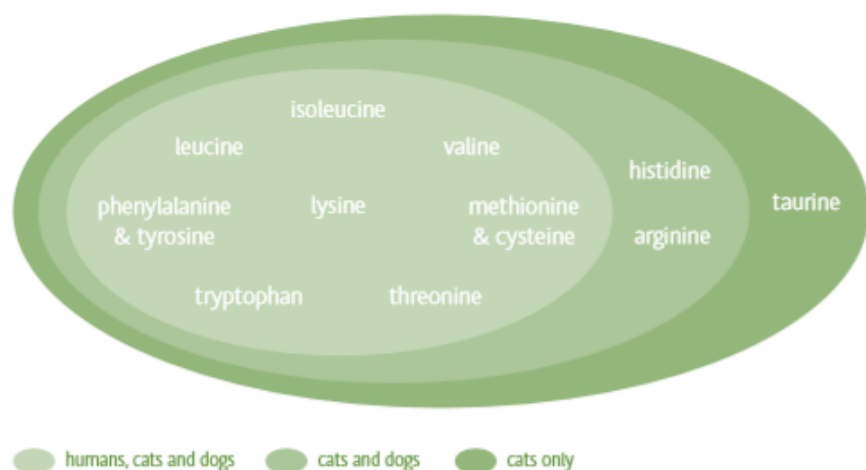 isoleucine
leucine
valine
histidine
taurine
phenylalanine
& tyrosine
lysine
methionine
& cysteine
arginine
tryptophan
threonine
humans, cats and dogs
cats and dogs
cats only